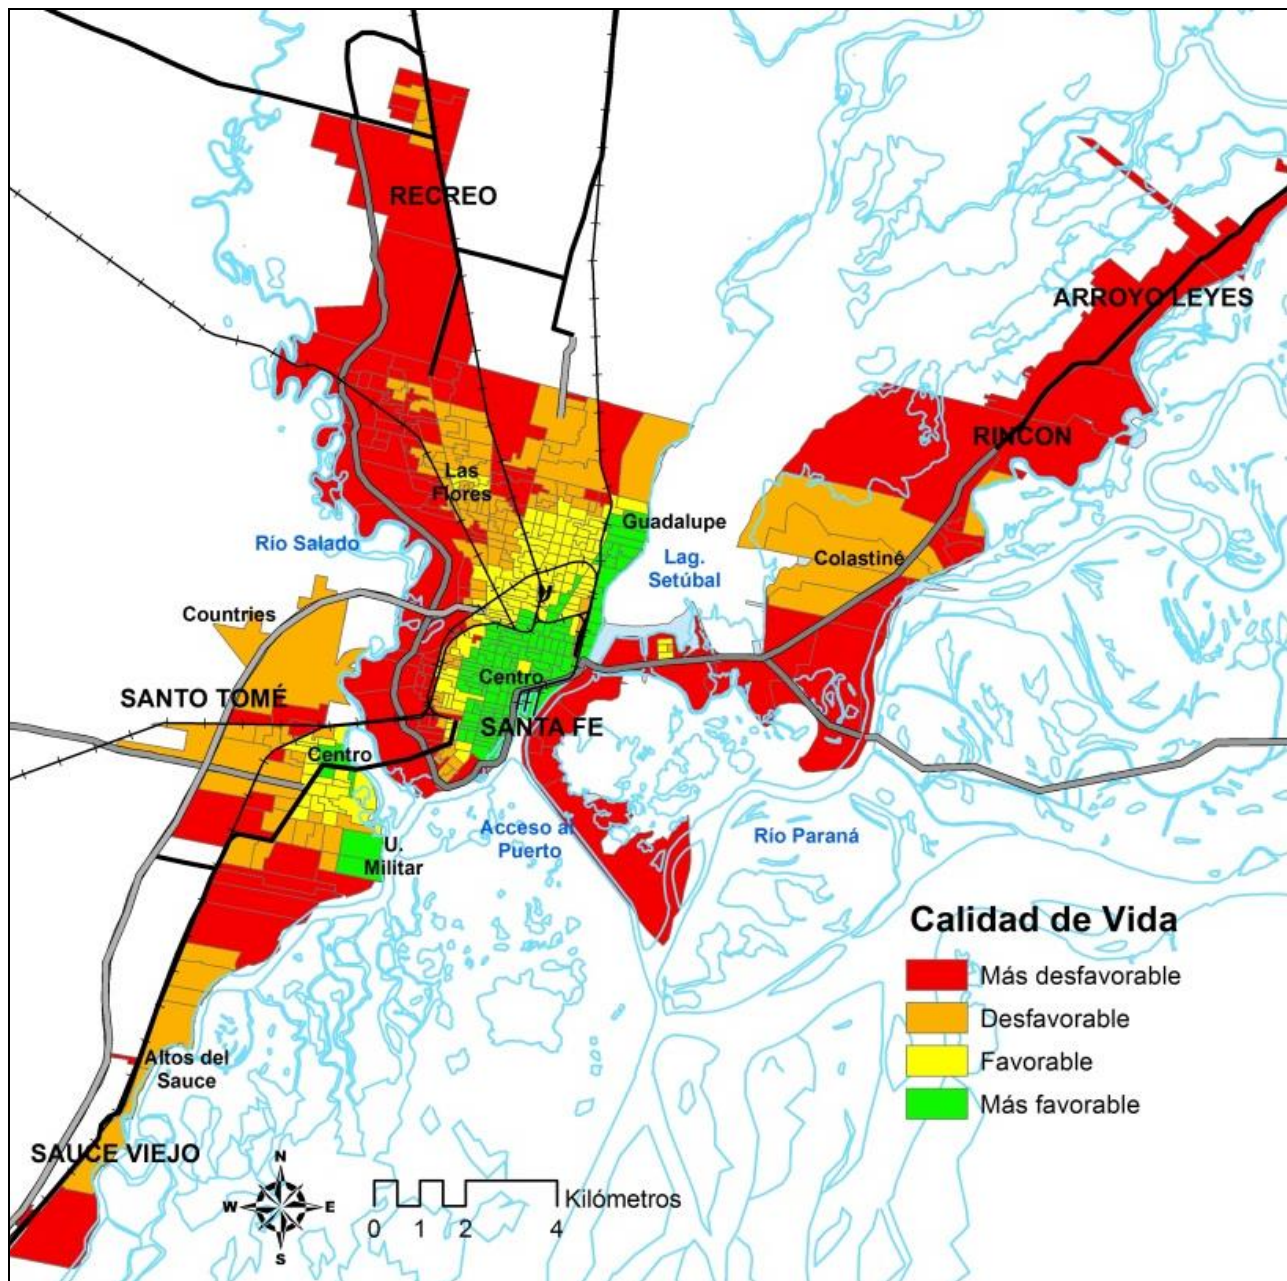 RECREO
ARROYO LEYES
RINCON
Las
Flores
Guadalupe
Río Salado
Lag.
Setúbal
Colastiné
Countries
SANTO TOMÉ
Centro
SANTA FE
Centro
Acceso al
Puerto
Río Paraná
U.
Militar
Calidad de Vida
Más desfavorable
Desfavorable
Favorable
Más favorable
Altos del
Sauce
SAUCE VIEJO
N
W
E
S
Kilómetros
0 1 2 4